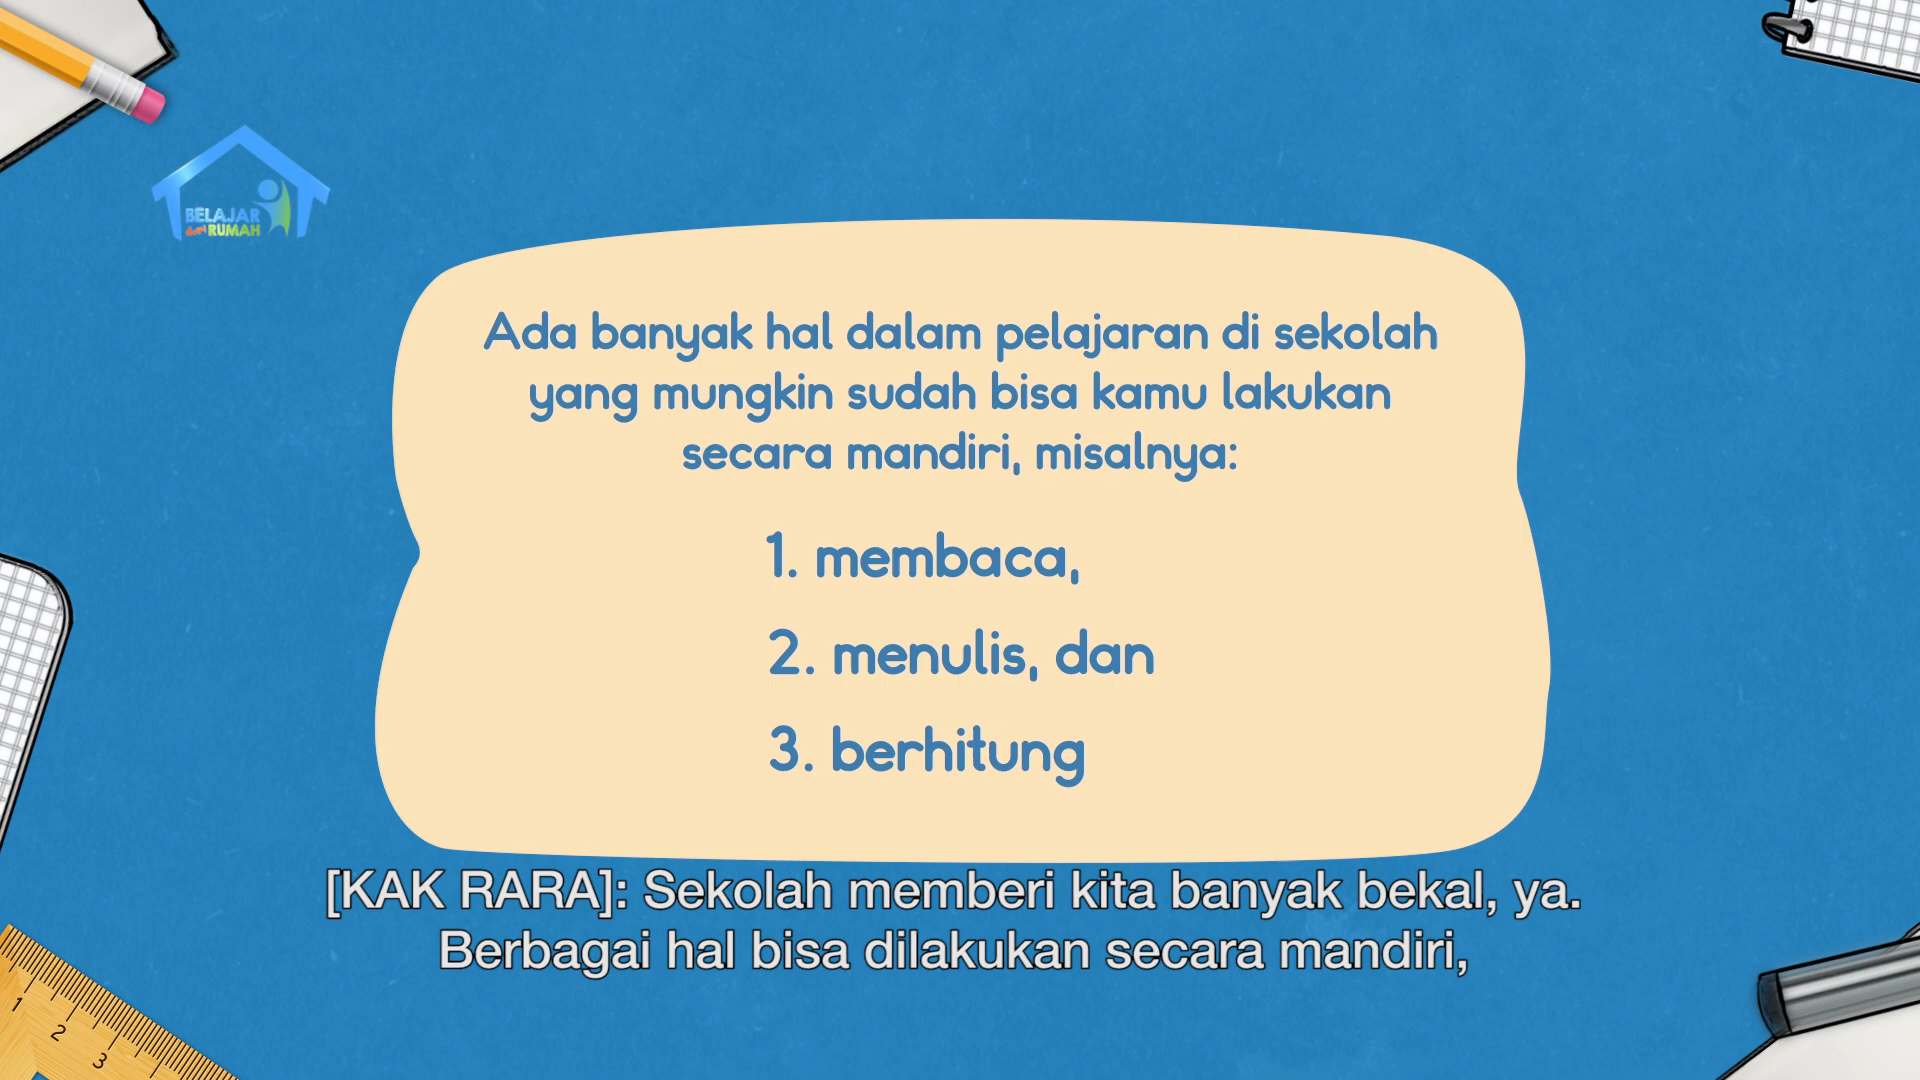 BELAJAR
dari RUMAH
Ada banyak hal dalam pelajaran di sekolah
yang mungkin sudah bisa kamu lakukan
secara mandiri, misalnya:
1. membaca,
2. menulis, dan
3. berhitung
[KAK RARA]: Sekolah memberi kita banyak bekal, ya.
Berbagai hal bisa dilakukan secara mandiri,
1
2
3